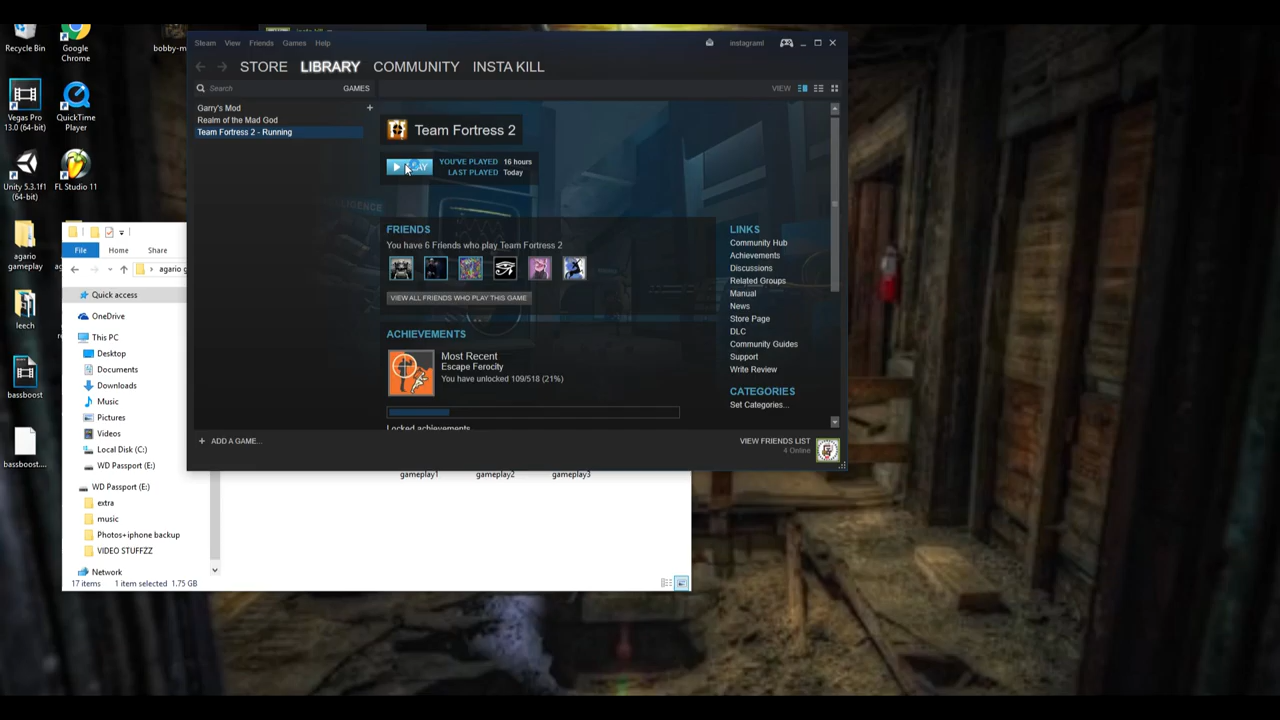 Recycle Bin
Google Chrome
bobby-m
Vegas Pro 13.0 (64-bit)
QuickTime Player
Unity 5.3.1f1 (64-bit)
FL Studio 11
agario gameplay
leech
bassboost
bassboost....
Steam View Friends Games Help
instagram!
STORE LIBRARY COMMUNITY INSTA KILL
Search GAMES
VIEW
Garry's Mod
Realm of the Mad God
Team Fortress 2 - Running
Team Fortress 2
YOU'VE PLAYED 16 hours
LAST PLAYED Today
FRIENDS
You have 6 Friends who play Team Fortress 2
VIEW ALL FRIENDS WHO PLAY THIS GAME
ACHIEVEMENTS
Most Recent
Escape Ferocity
You have unlocked 109/518 (21%)
Locked achievements
LINKS
Community Hub
Achievements
Discussions
Related Groups
Manual
News
Store Page
DLC
Community Guides
Support
Write Review
CATEGORIES
Set Categories...
+ ADD A GAME...
VIEW FRIENDS LIST
4 Online
File Home Share
agario g
Quick access
OneDrive
This PC
Desktop
Documents
Downloads
Music
Pictures
Videos
Local Disk (C:)
WD Passport (E:)
WD Passport (E:)
extra
music
Photos+iphone backup
VIDEO STUFFZZ
Network
gameplay1 gameplay2 gameplay3
17 items 1 item selected 1.75 GB